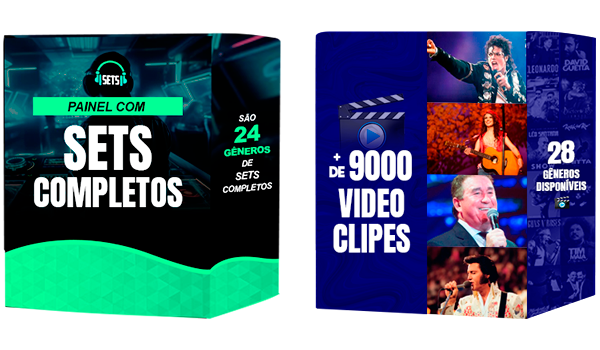 SETS
PAINEL COM
SETS
COMPLETOS
SÃO
24
GÊNEROS
DE
SETS
COMPLETOS
+ DE 9000
VIDEO
CLIPES
28
GÊNEROS
DISPONÍVEIS
LEONARDO
DAVID
GUETTA